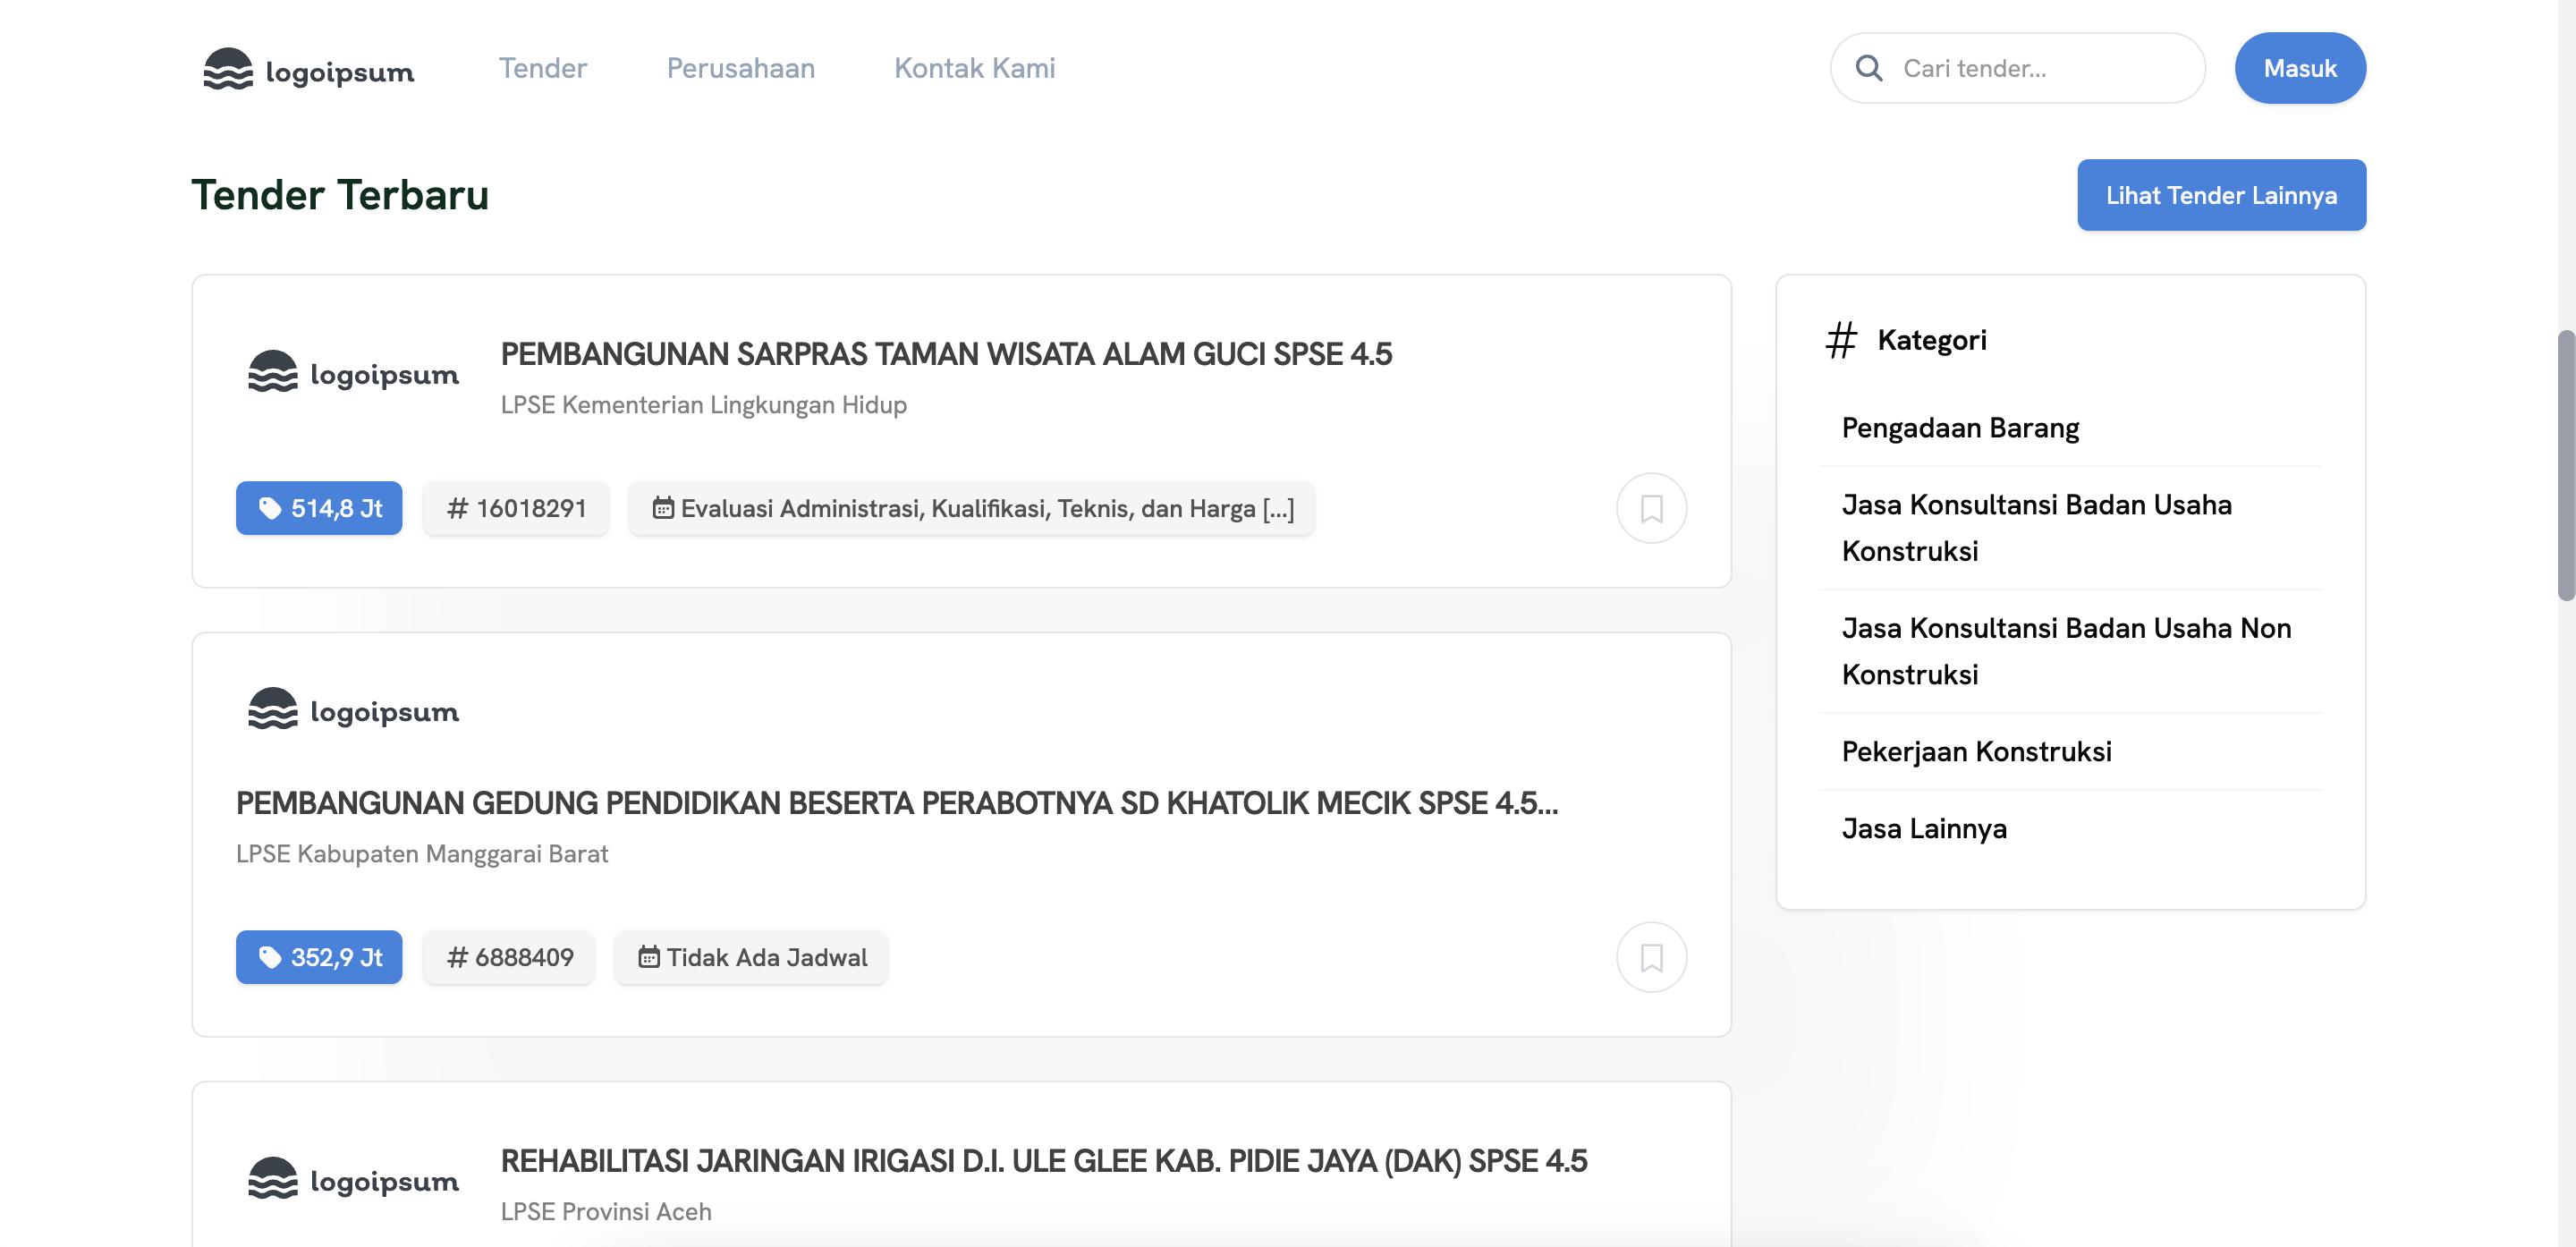 logoipsum
Tender
Perusahaan
Kontak Kami
Cari tender...
Masuk
Tender Terbaru
Lihat Tender Lainnya
logoipsum
PEMBANGUNAN SARPRAS TAMAN WISATA ALAM GUCI SPSE 4.5
LPSE Kementerian Lingkungan Hidup
514,8 Jt
# 16018291
Evaluasi Administrasi, Kualifikasi, Teknis, dan Harga [...]
logoipsum
PEMBANGUNAN GEDUNG PENDIDIKAN BESERTA PERABOTNYA SD KHATOLIK MECIK SPSE 4.5...
LPSE Kabupaten Manggarai Barat
352,9 Jt
# 6888409
Tidak Ada Jadwal
logoipsum
REHABILITASI JARINGAN IRIGASI D.I. ULE GLEE KAB. PIDIE JAYA (DAK) SPSE 4.5
LPSE Provinsi Aceh
# Kategori
Pengadaan Barang
Jasa Konsultansi Badan Usaha
Konstruksi
Jasa Konsultansi Badan Usaha Non
Konstruksi
Pekerjaan Konstruksi
Jasa Lainnya